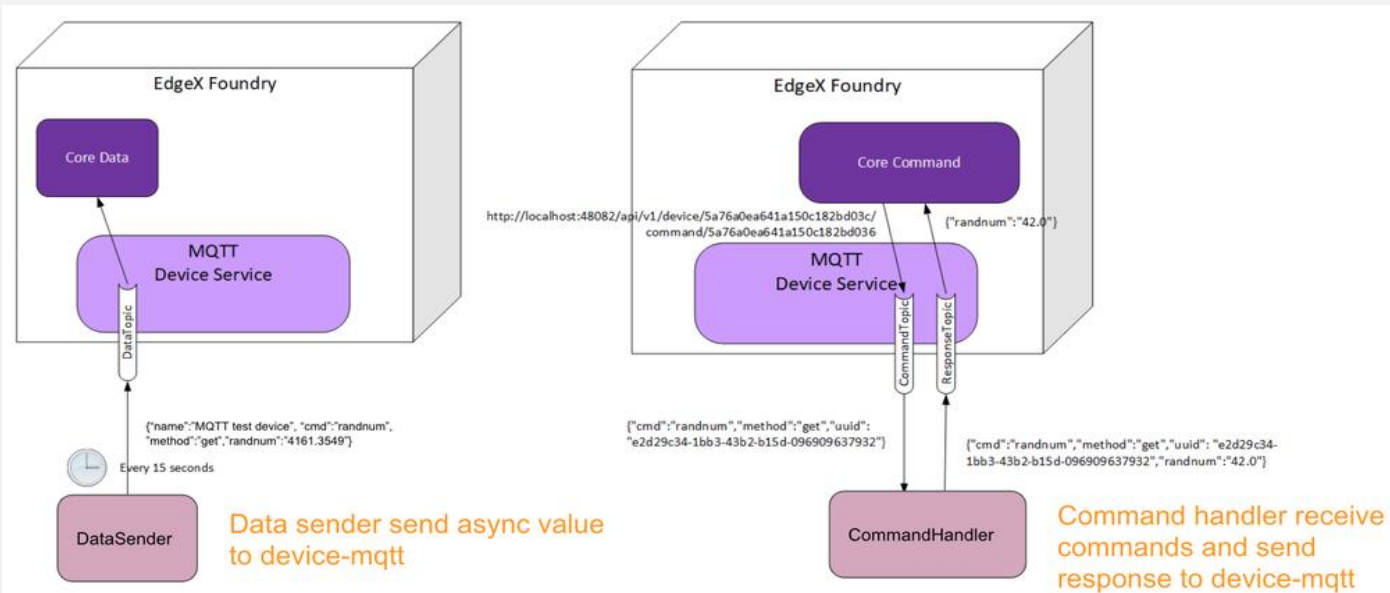 EdgeX Foundry
Core Data
MQTT
Device Service
DataTopic
{"name":"MQTT test device", "cmd":"randnum",
"method":"get","randnum":"4161.3549"}
Every 15 seconds
DataSender
Data sender send async value
to device-mqtt
EdgeX Foundry
Core Command
http://localhost:48082/api/v1/device/5a76a0ea641a150c182bd03c/
command/5a76a0ea641a150c182bd036
{"randnum":"42.0"}
MQTT
Device Service
CommandTopic
ResponseTopic
{"cmd":"randnum","method":"get","uuid":
"e2d29c34-1bb3-43b2-b15d-096909637932"}
{"cmd":"randnum","method":"get","uuid": "e2d29c34-
1bb3-43b2-b15d-096909637932","randnum":"42.0"}
CommandHandler
Command handler receive
commands and send
response to device-mqtt